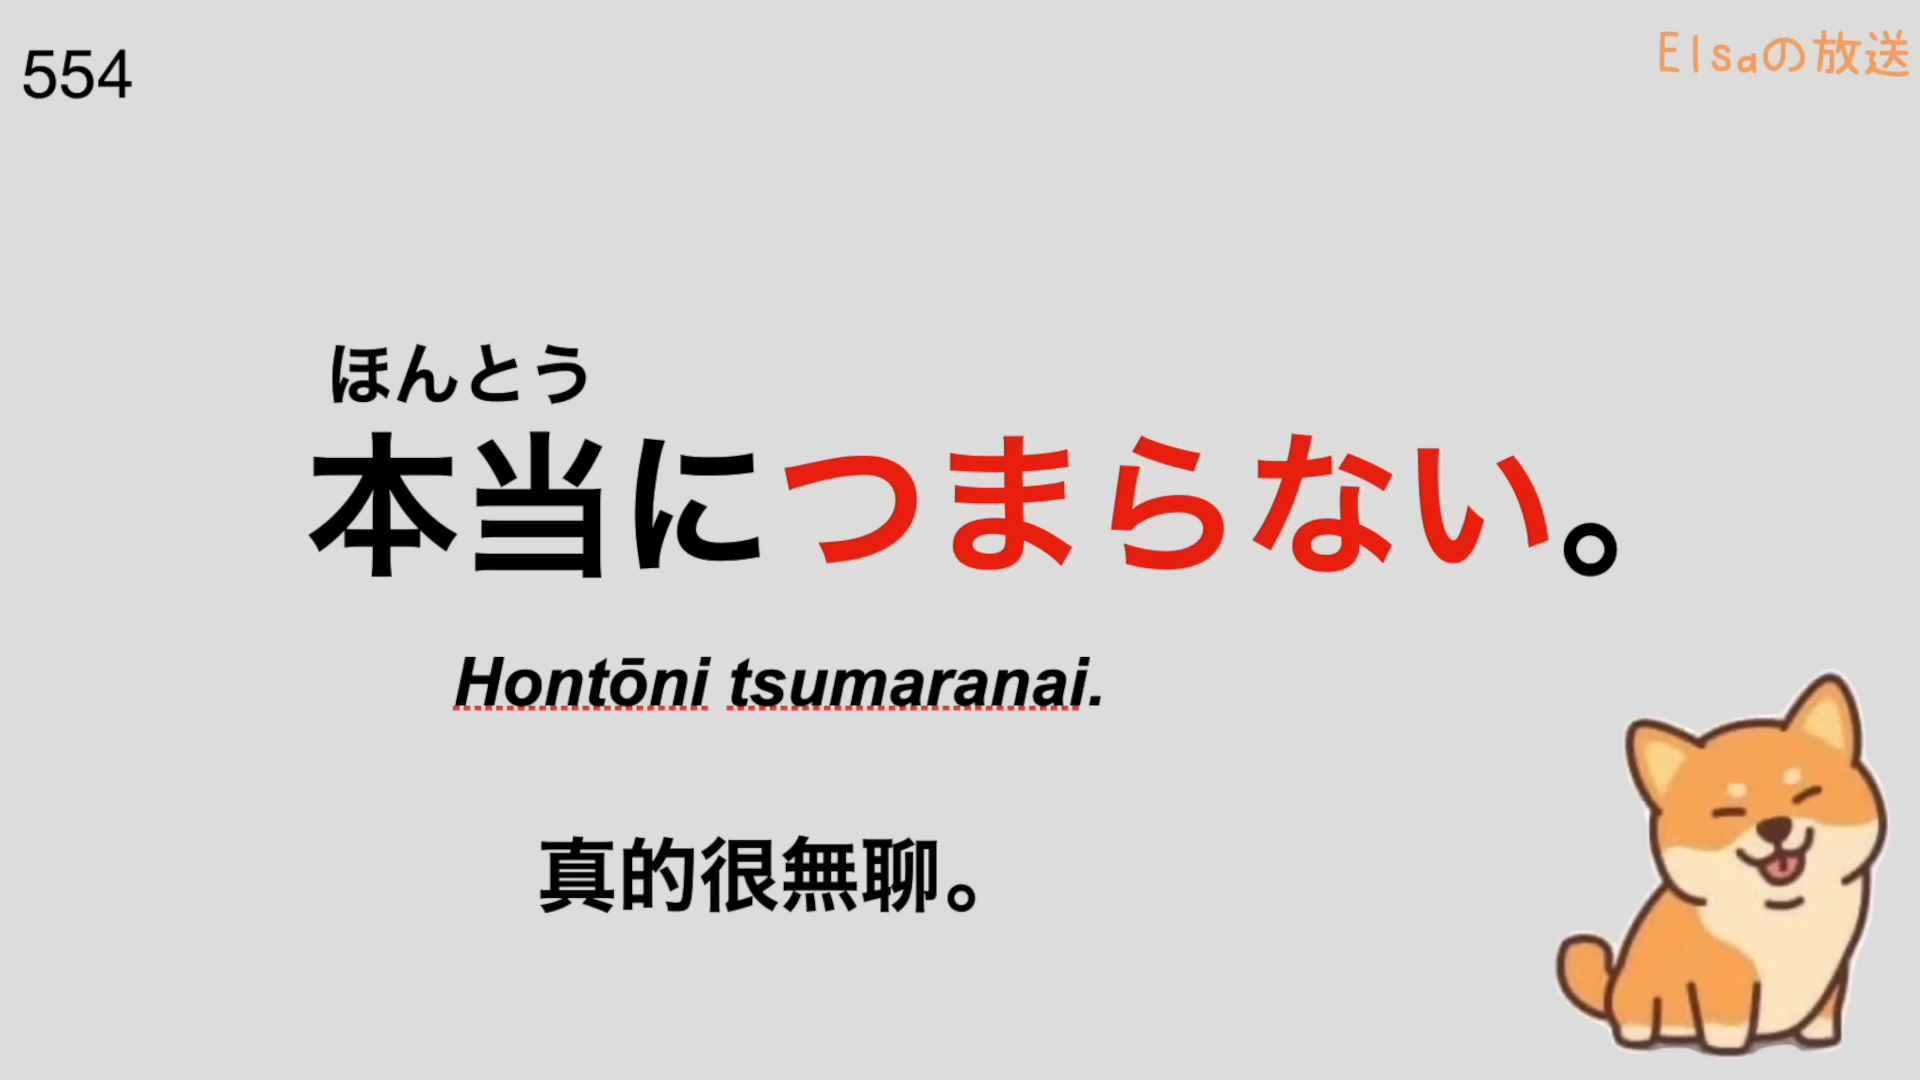 554
Elsaの放送
ほんとう
本当につまらない。
Hontōni tsumaranai.
真的很無聊。